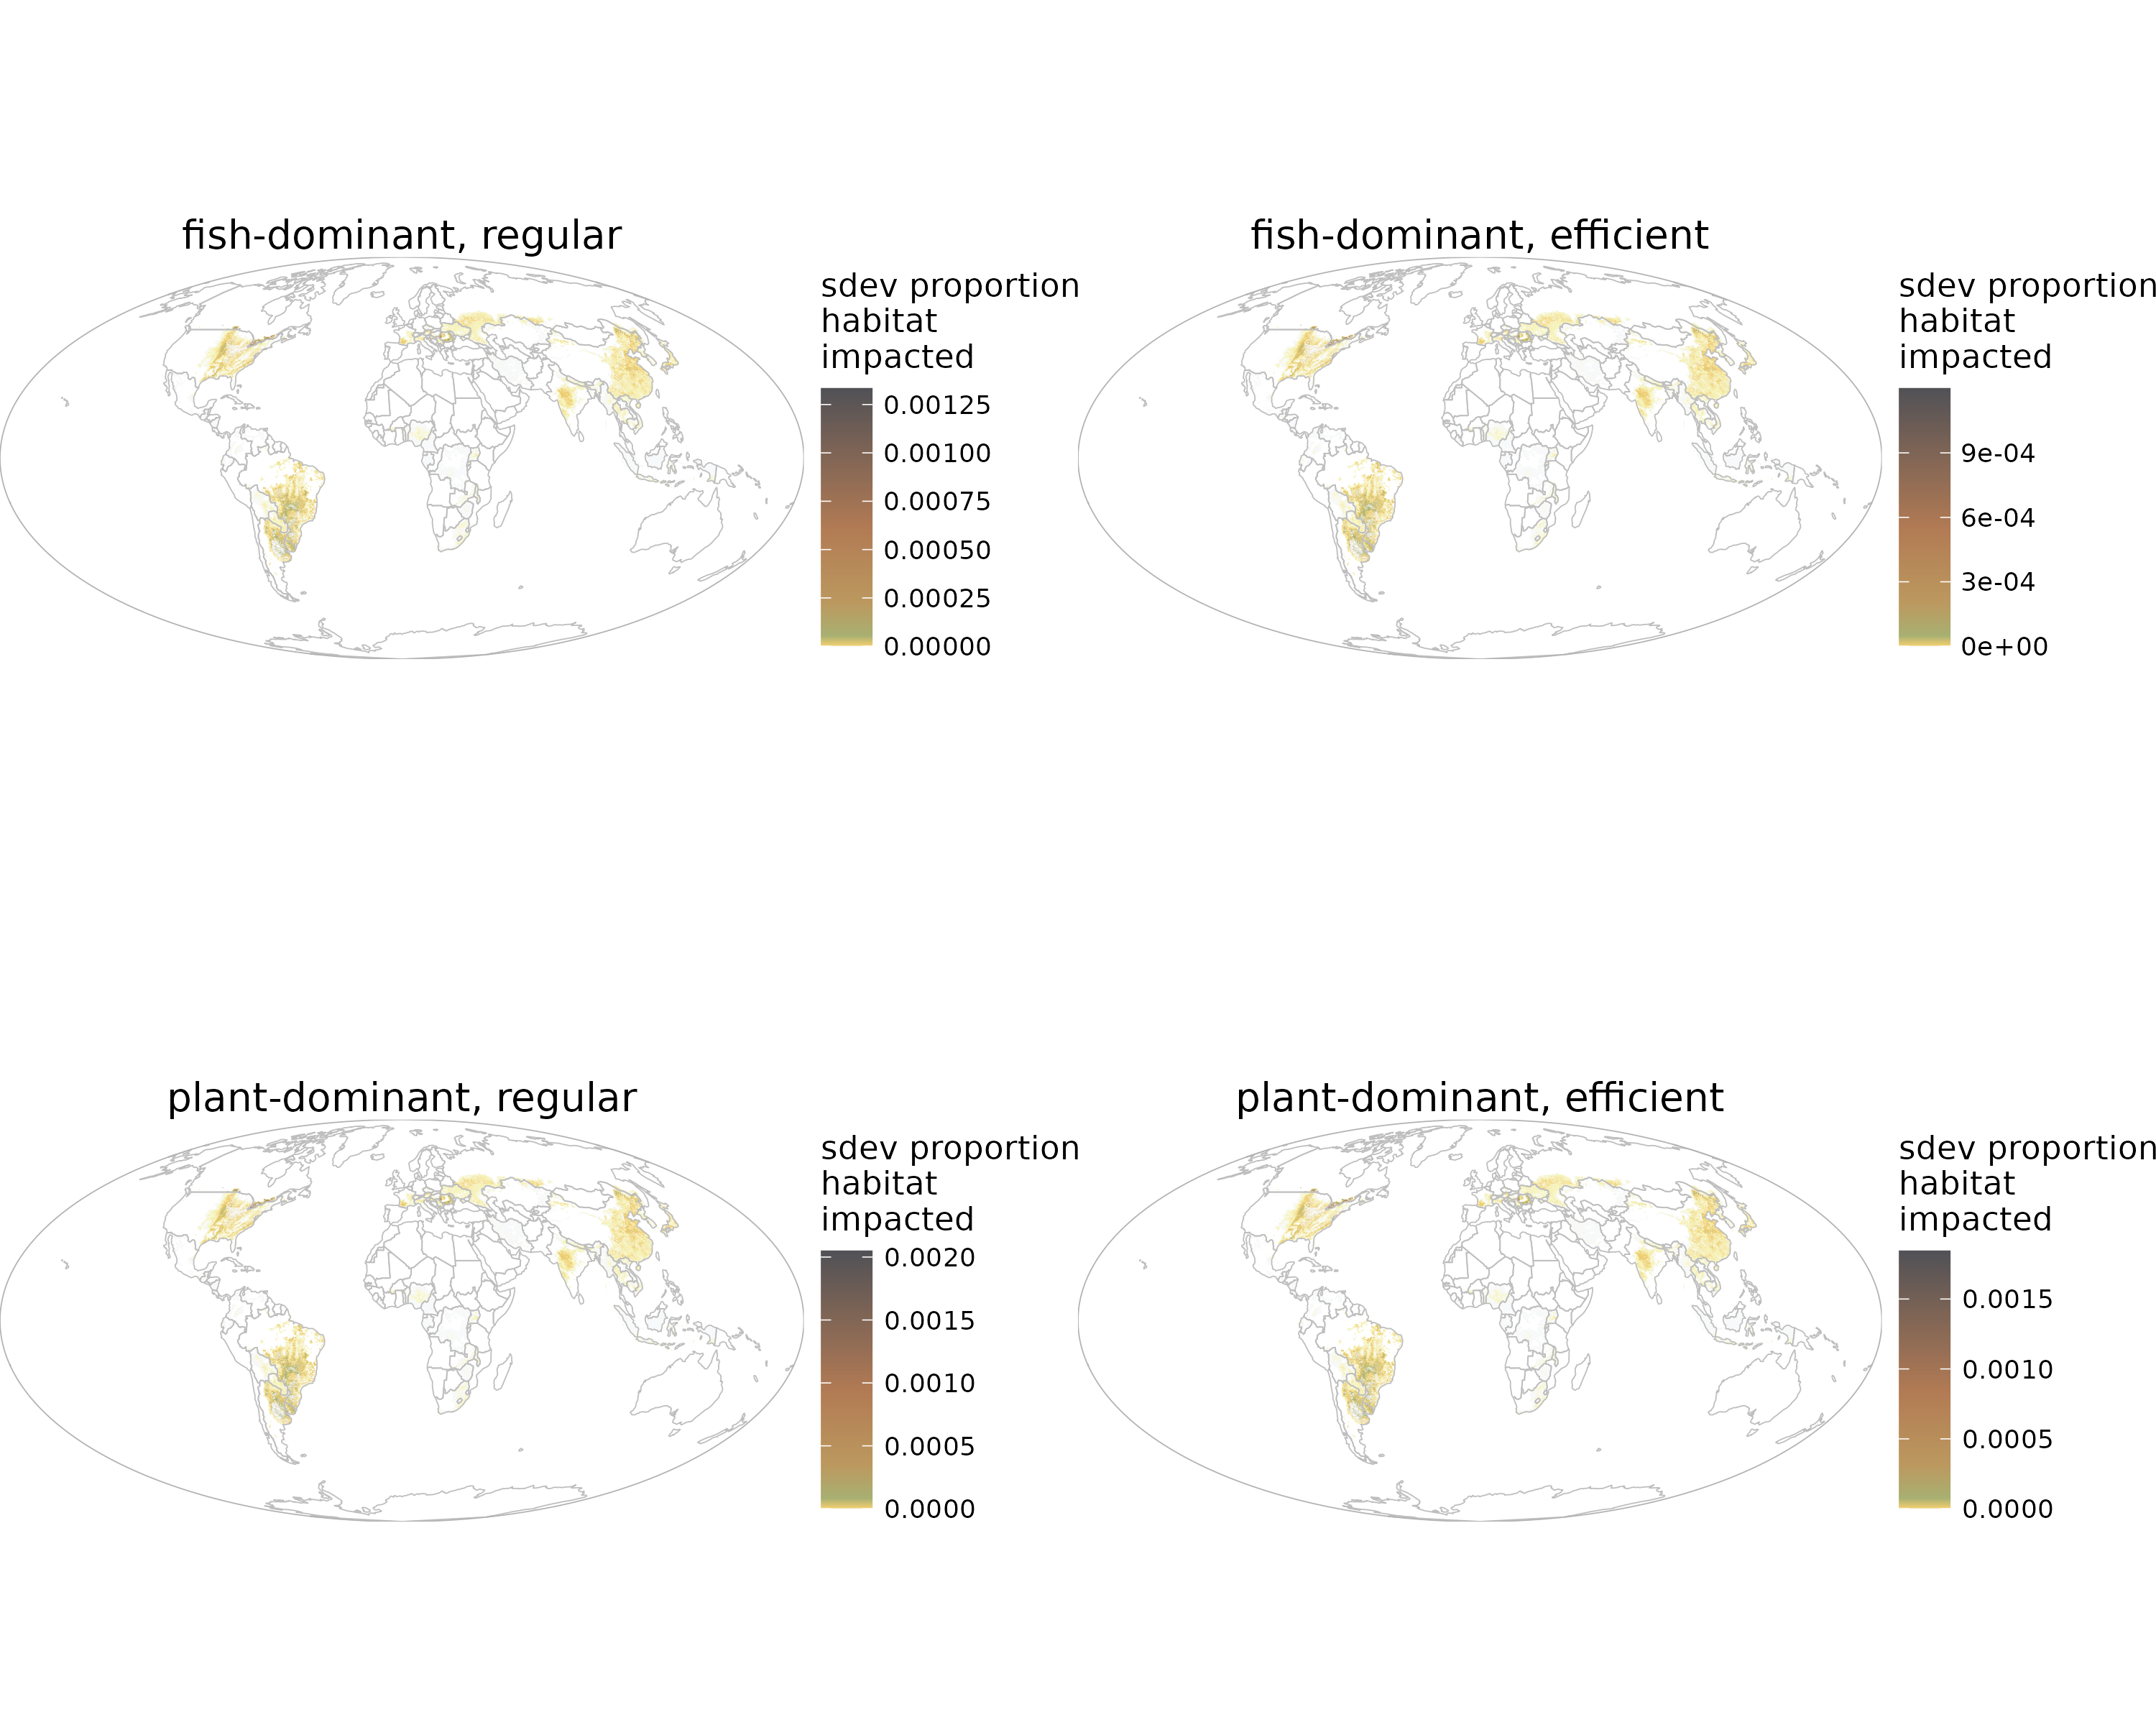 fish-dominant, regular
sdev proportion
habitat
impacted
0.00125
0.00100
0.00075
0.00050
0.00025
0.00000
fish-dominant, efficient
sdev proportion
habitat
impacted
9e-04
6e-04
3e-04
0e+00
plant-dominant, regular
sdev proportion
habitat
impacted
0.0020
0.0015
0.0010
0.0005
0.0000
plant-dominant, efficient
sdev proportion
habitat
impacted
0.0015
0.0010
0.0005
0.0000